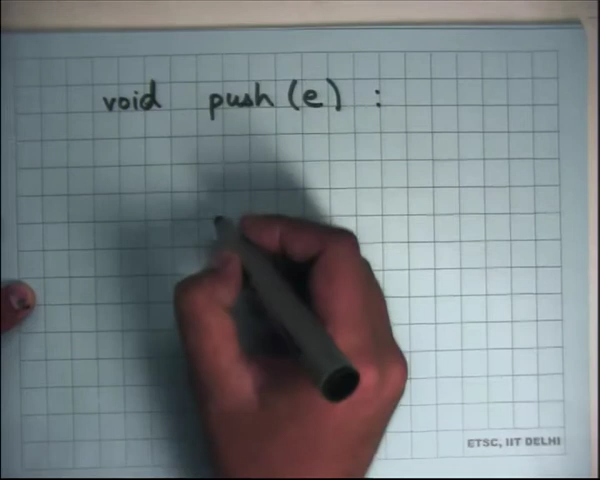 void push(e) :
ETSC, IIT DELHI